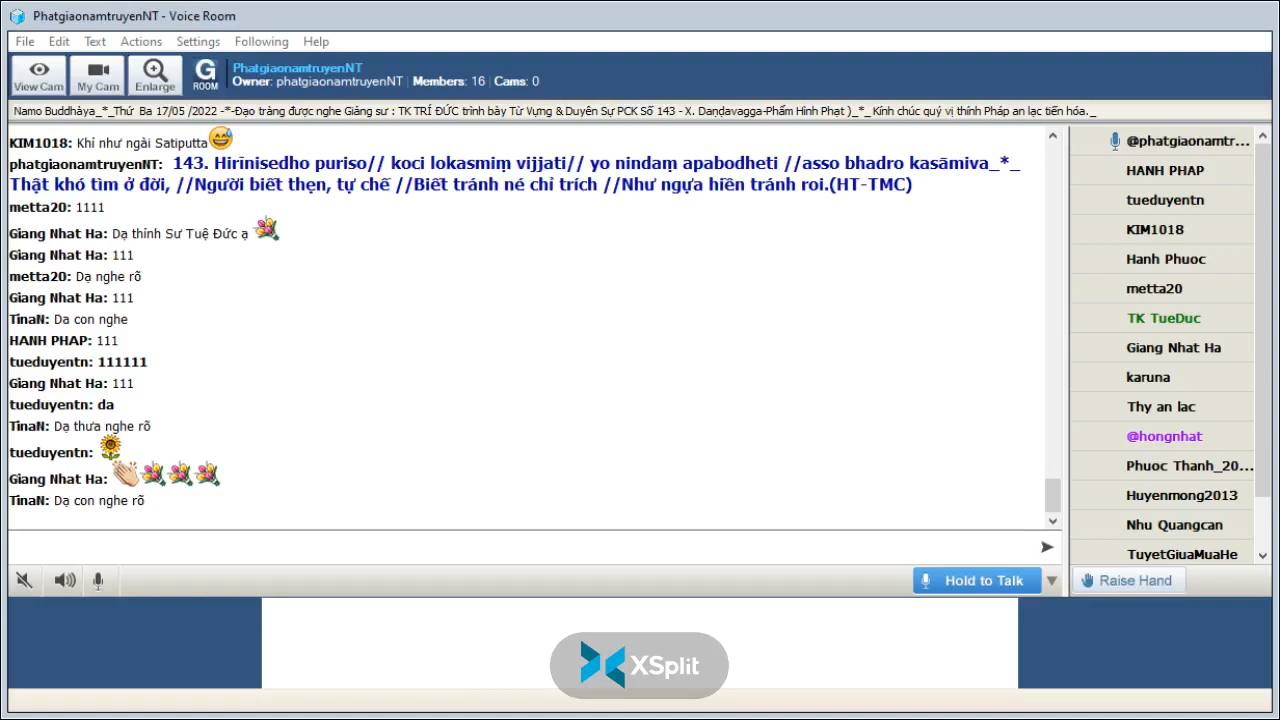 PhatgiaonamtruyenNT - Voice Room
File Edit Text Actions Settings Following Help
View Cam My Cam Enlarge G ROOM
PhatgiaonamtruyenNT
Owner: phatgiaonamtruyenNT | Members: 16 | Cams: 0
Namo Buddhàya_*_Thứ Ba 17/05 /2022 -*-Đạo tràng được nghe Giảng sư : TK TRÍ ĐỨC trình bày Từ Vựng & Duyên Sự PCK Số 143 - X. Daṇḍavagga-Phẩm Hình Phạt )_*_ Kính chúc quý vị thính Pháp an lạc tiến hóa._
KIM1018: Khỉ như ngài Satiputta
phatgiaonamtruyenNT: 143. Hirīnisedho puriso// koci lokasmiṃ vijjati// yo nindaṃ apabodheti //asso bhadro kasāmiva_*_
Thật khó tìm ở đời, //Người biết thẹn, tự chế //Biết tránh né chỉ trích //Như ngựa hiền tránh roi.(HT-TMC)
metta20: 1111
Giang Nhat Ha: Dạ thỉnh Sư Tuệ Đức ạ
Giang Nhat Ha: 111
metta20: Dạ nghe rõ
Giang Nhat Ha: 111
TinaN: Da con nghe
HANH PHAP: 111
tueduyentn: 111111
Giang Nhat Ha: 111
tueduyentn: da
TinaN: Dạ thưa nghe rõ
tueduyentn:
Giang Nhat Ha:
TinaN: Dạ con nghe rõ
@phatgiaonamtr...
HANH PHAP
tueduyentn
KIM1018
Hanh Phuoc
metta20
TK TueDuc
Giang Nhat Ha
karuna
Thy an lac
@hongnhat
Phuoc Thanh_20...
Huyenmong2013
Nhu Quangcan
TuyetGiuaMuaHe
Hold to Talk
Raise Hand
XSplit